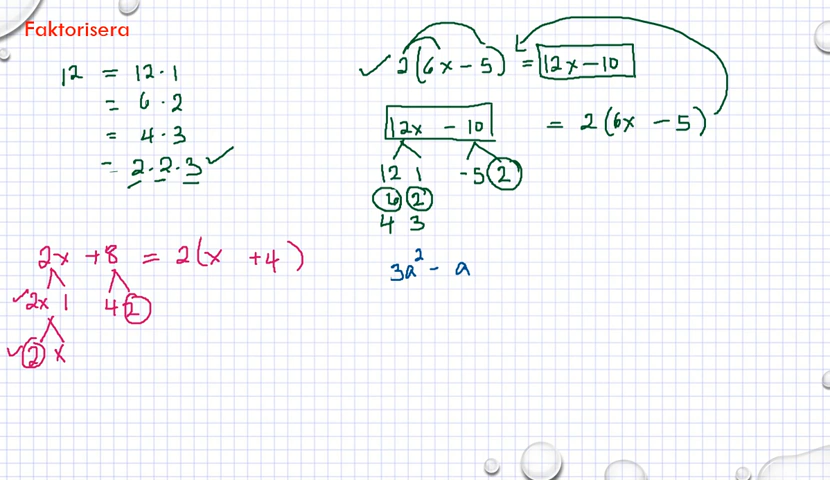 Faktorisera
12 = 12·1
= 6·2
= 4·3
= 2·2·3 ✓
2x +8 = 2(x +4)
✓2x 1 4 2
✓2 x
✓ 2(6x − 5) = 12x − 10
12x − 10 = 2(6x − 5)
12 1 -5 2
6 2
4 3
3a² − a